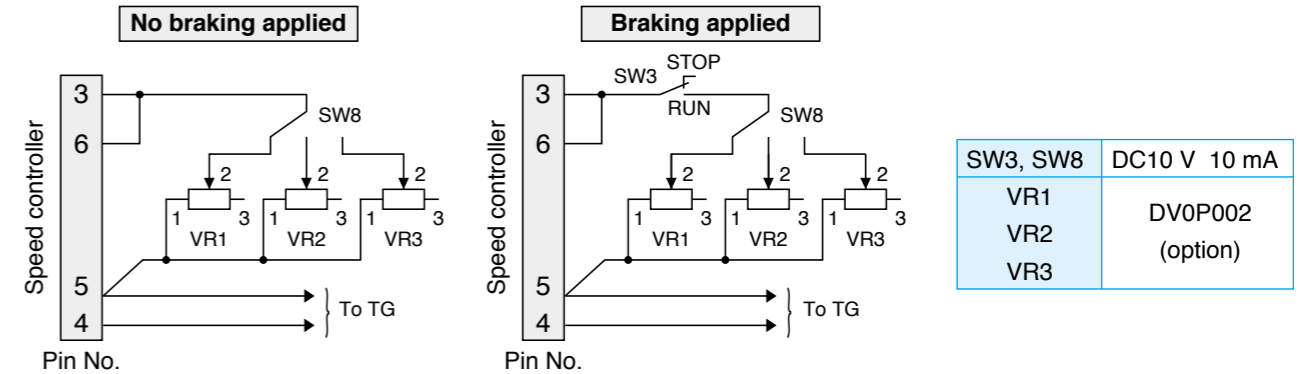 No braking applied
Speed controller
3
6
5
4
Pin No.
SW8
2
2
2
1
3
1
3
1
3
VR1
VR2
VR3
To TG
Braking applied
Speed controller
3
6
5
4
Pin No.
SW3
STOP
RUN
SW8
2
2
2
1
3
1
3
1
3
VR1
VR2
VR3
To TG
SW3, SW8 DC10 V 10 mA
VR1
VR2
VR3
DV0P002
(option)